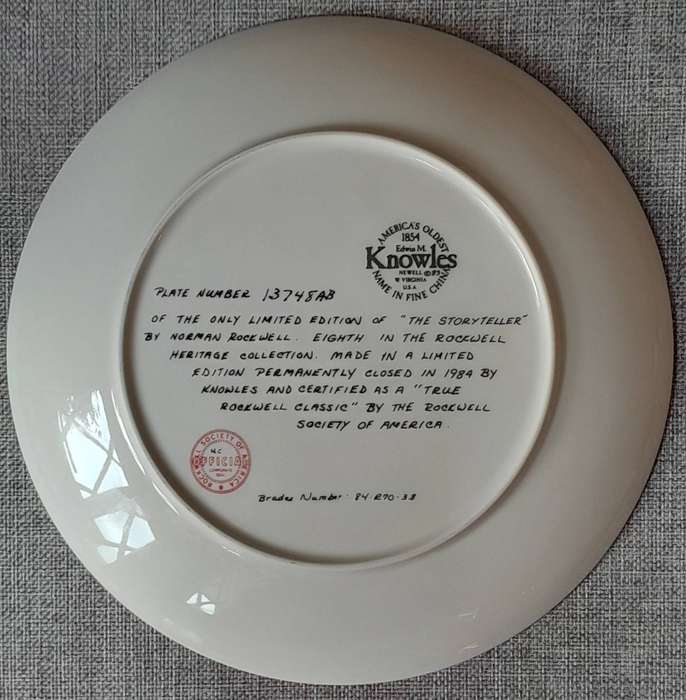 AMERICA'S OLDEST
1854
Edwin M.
Knowles
NEWELL © 83
W VIRGINIA
U.S.A
NAME IN FINE CHINA
PLATE NUMBER 13748AB
OF THE ONLY LIMITED EDITION OF "THE STORYTELLER"
BY NORMAN ROCKWELL. EIGHTH IN THE ROCKWELL
HERITAGE COLLECTION. MADE IN A LIMITED
EDITION PERMANENTLY CLOSED IN 1984 BY
KNOWLES AND CERTIFIED AS A "TRUE
ROCKWELL CLASSIC" BY THE ROCKWELL
SOCIETY OF AMERICA.
ROCKWELL SOCIETY OF AMERICA
OFFICIAL
Bradex Number: 84-R70-3.8